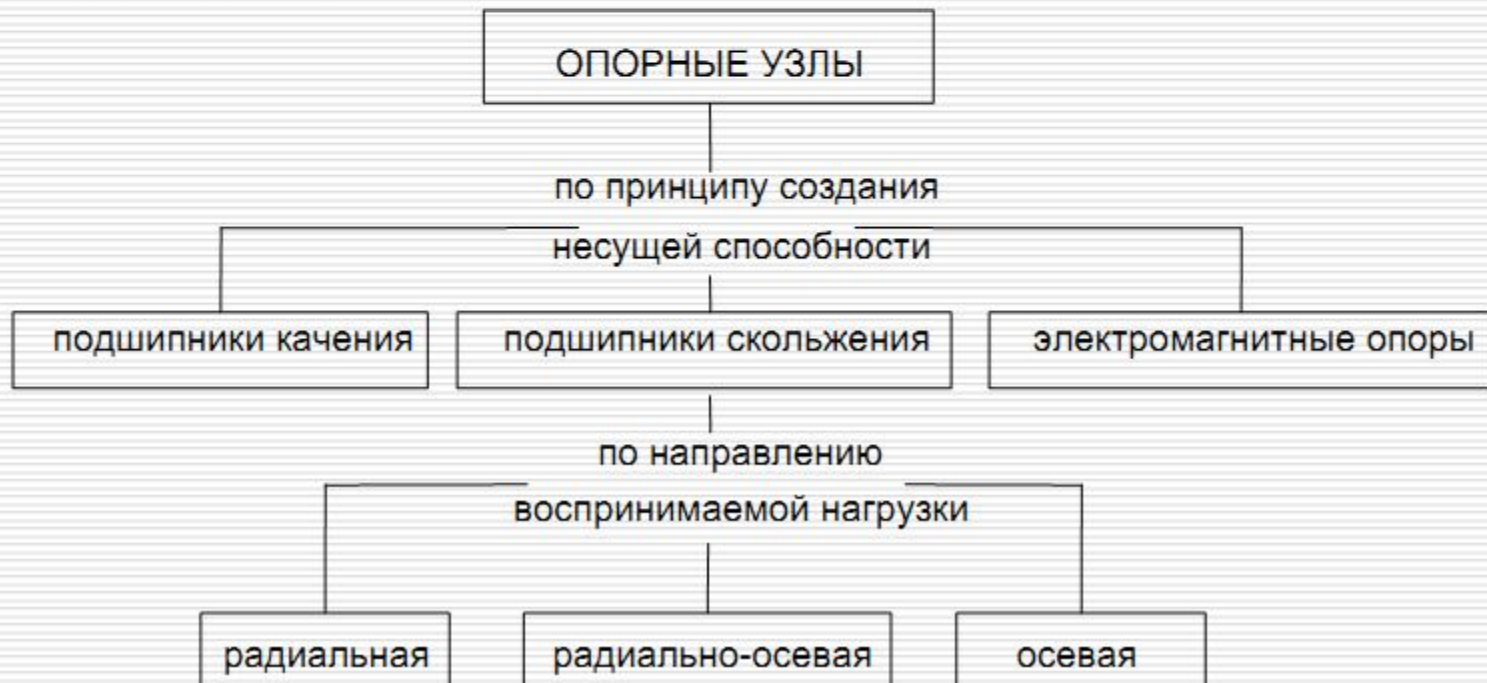 ОПОРНЫЕ УЗЛЫ
по принципу создания
несущей способности
подшипники качения
подшипники скольжения
электромагнитные опоры
по направлению
воспринимаемой нагрузки
радиальная
радиально-осевая
осевая